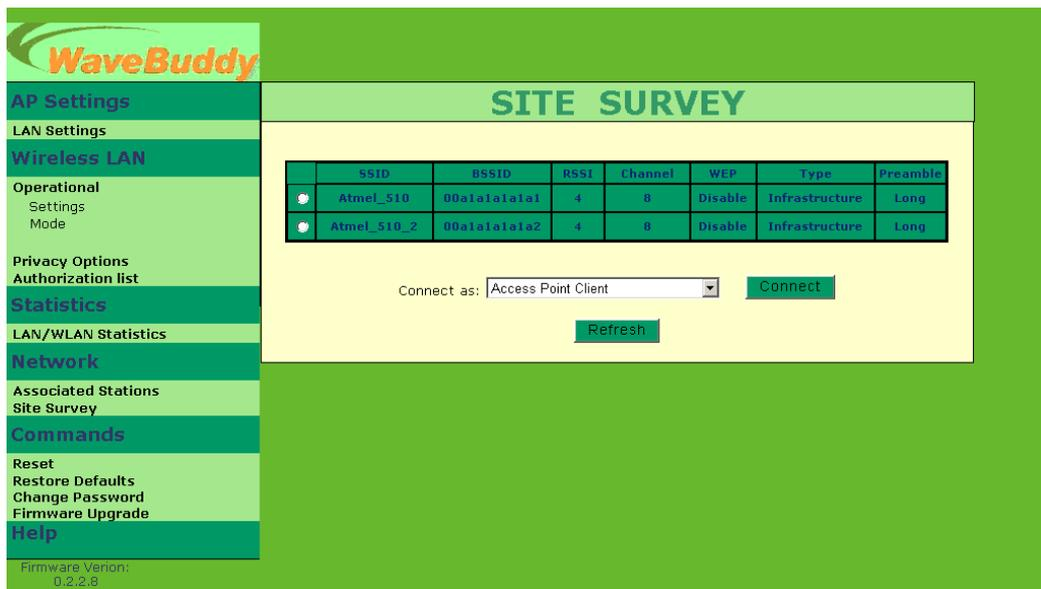 WaveBuddy
AP Settings
LAN Settings
Wireless LAN
Operational
Settings
Mode
Privacy Options
Authorization list
Statistics
LAN/WLAN Statistics
Network
Associated Stations
Site Survey
Commands
Reset
Restore Defaults
Change Password
Firmware Upgrade
Help
Firmware Verion:
0.2.2.8
SITE SURVEY
SSID BSSID RSSI Channel WEP Type Preamble
Atmel_510 00a1a1a1a1a1 4 8 Disable Infrastructure Long
Atmel_510_2 00a1a1a1a1a2 4 8 Disable Infrastructure Long
Connect as: Access Point Client Connect
Refresh